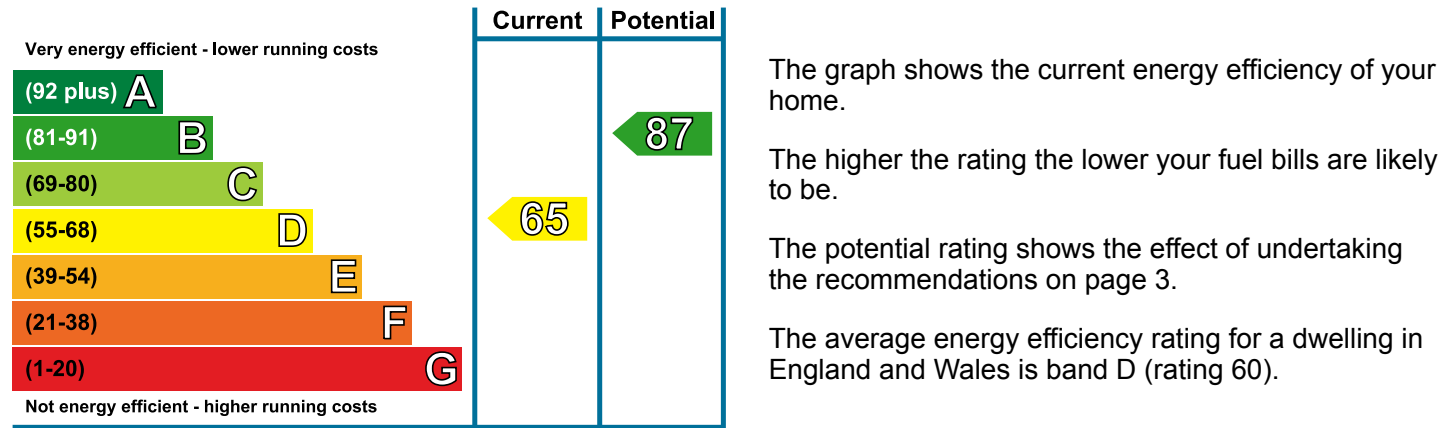 Current Potential
Very energy efficient - lower running costs
(92 plus) A
(81-91) B
87
(69-80) C
(55-68) D
65
(39-54) E
(21-38) F
(1-20) G
Not energy efficient - higher running costs
The graph shows the current energy efficiency of your
home.
The higher the rating the lower your fuel bills are likely
to be.
The potential rating shows the effect of undertaking
the recommendations on page 3.
The average energy efficiency rating for a dwelling in
England and Wales is band D (rating 60).